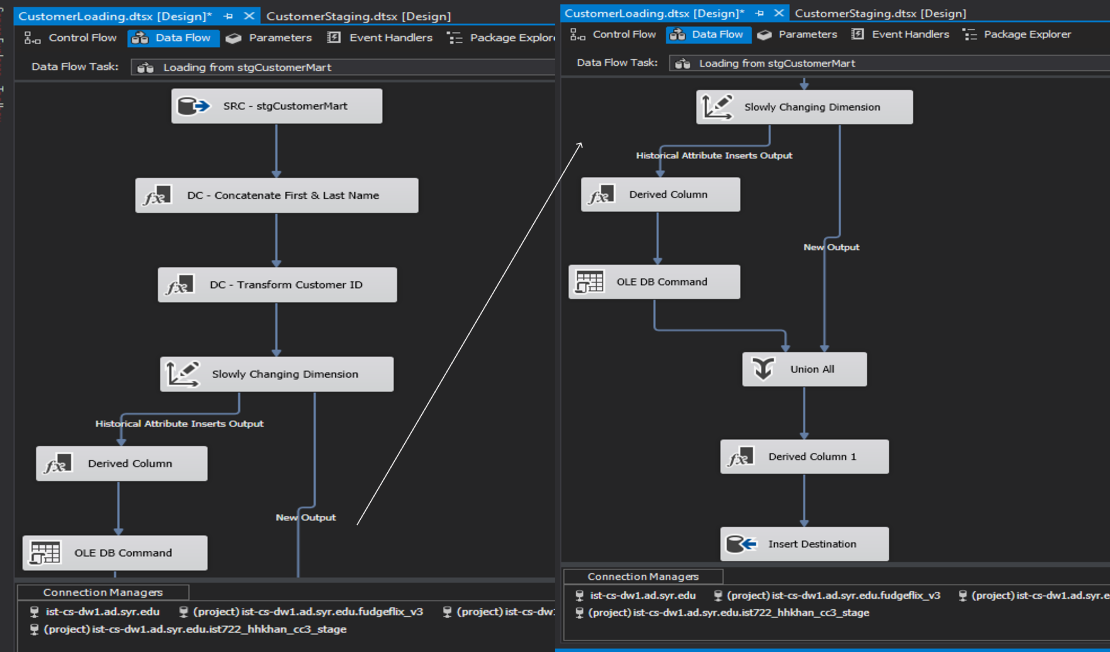 CustomerLoading.dtsx [Design]*
CustomerStaging.dtsx [Design]
Control Flow
Data Flow
Parameters
Event Handlers
Package Explor
Data Flow Task:
Loading from stgCustomerMart
SRC - stgCustomerMart
DC - Concatenate First & Last Name
DC - Transform Customer ID
Slowly Changing Dimension
Historical Attribute Inserts Output
Derived Column
New Output
OLE DB Command
Connection Managers
ist-cs-dw1.ad.syr.edu
(project) ist-cs-dw1.ad.syr.edu.fudgeflix_v3
(project) ist-cs-dw1
(project) ist-cs-dw1.ad.syr.edu.ist722_hhkhan_cc3_stage
CustomerLoading.dtsx [Design]*
CustomerStaging.dtsx [Design]
Control Flow
Data Flow
Parameters
Event Handlers
Package Explorer
Data Flow Task:
Loading from stgCustomerMart
Slowly Changing Dimension
Historical Attribute Inserts Output
Derived Column
New Output
OLE DB Command
Union All
Derived Column 1
Insert Destination
Connection Managers
ist-cs-dw1.ad.syr.edu
(project) ist-cs-dw1.ad.syr.edu.fudgeflix_v3
(project) ist-cs-dw1.ad.syr.e
(project) ist-cs-dw1.ad.syr.edu.ist722_hhkhan_cc3_stage